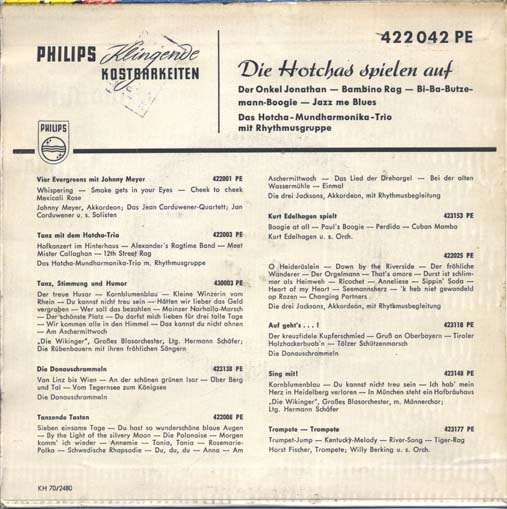 PHILIPS Klingende
KOSTBARKEITEN
422 042 PE
Die Hotchas spielen auf
Der Onkel Jonathan — Bambino Rag — Bi-Ba-Butze-
mann-Boogie — Jazz me Blues
Das Hotcha-Mundharmonika-Trio
mit Rhythmusgruppe
PHILIPS
Vier Evergreens mit Johnny Meyer 422001 PE
Whispering — Smoke gets in your Eyes — Cheek to cheek
Mexicali Rose
Johnny Meyer, Akkordeon; Das Jean Corduwener-Quartett; Jan
Corduwener u. s. Solisten
Tanz mit dem Hotcha-Trio 422003 PE
Hofkonzert im Hinterhaus — Alexander's Ragtime Band — Meet
Mister Callaghan — 12th Street Rag
Das Hotcha-Mundharmonika-Trio m. Rhythmusgruppe
Tanz, Stimmung und Humor 430003 PE
Der treue Husar — Kornblumenblau — Kleine Winzerin vom
Rhein — Du kannst nicht treu sein — Hätten wir lieber das Geld
vergraben — Wer soll das bezahlen — Mainzer Narhalla-Marsch
— Der schönste Platz — Du darfst mich lieben für drei tolle Tage
— Wir kommen alle in den Himmel — Das kannst du nicht ahnen
— Am Aschermittwoch
„Die Wikinger", Großes Blasorchester, Ltg. Hermann Schäfer;
Die Rübenbauern mit ihren fröhlichen Sängern
Die Donauschrammeln 423138 PE
Von Linz bis Wien — An der schönen grünen Isar — Über Berg
und Tal — Vom Tegernsee zum Königsee
Die Donauschrammeln
Tanzende Tasten 422008 PE
Sieben einsame Tage — Du hast so wunderschöne blaue Augen
— By the Light of the silvery Moon — Die Polonaise — Morgen
komm' ich wieder — Annemie — Tania, Tania — Rosemarie-
Polka — Schwedische Rhapsodie — Du, du, du — Anna — Am
Aschermittwoch — Das Lied der Drehorgel — Bei der alten
Wassermühle — Einmal
Die drei Jacksons, Akkordeon, mit Rhythmusbegleitung
Kurt Edelhagen spielt 423153 PE
Boogie at all — Paul's Boogie — Perdido — Cuban Mambo
Kurt Edelhagen u. s. Orch.
422025 PE
O Heideröslein — Down by the Riverside — Der fröhliche
Wanderer — Der Orgelmann — That's amore — Durst ist schlim-
mer als Heimweh — Ricochet — Anneliese — Sippin' Soda —
Heart of my Heart — Seemannsherz — 'k heb niet gewandeld
op Rozen — Changing Partners
Die drei Jacksons, Akkordeon, mit Rhythmusbegleitung
Auf geht's . . . ! 423118 PE
Der kreuzfidele Kupferschmied — Gruß an Oberbayern — Tiroler
Holzhackerbuab'n — Tölzer Schützenmarsch
Die Donauschrammeln
Sing mit! 423148 PE
Kornblumenblau — Du kannst nicht treu sein — Ich hab' mein
Herz in Heidelberg verloren — In München steht ein Hofbräuhaus
„Die Wikinger", Großes Blasorchester, m. Männerchor;
Ltg. Hermann Schäfer
Trompete — Trompete 423177 PE
Trumpet-Jump — Kentucky-Melody — River-Song — Tiger-Rag
Horst Fischer, Trompete; Willy Berking u. s. Orch.
KH 70/2480